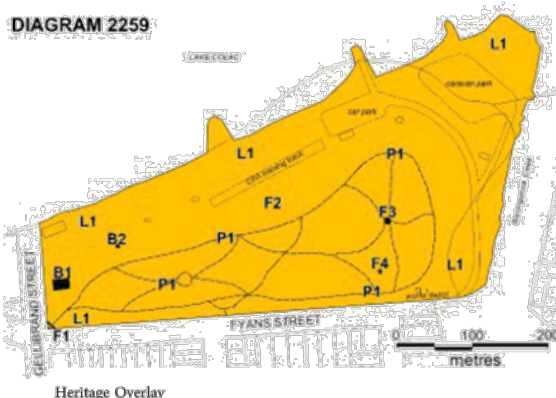 DIAGRAM 2259
LAKE COLAC
L1
caravan park
car park
L1
P1
F2
L1
B2
P1
F3
B1
P1
F4
L1
P1
L1
F1
GELLIBRAND STREET
FYANS STREET
0 100 200
metres
Heritage Overlay